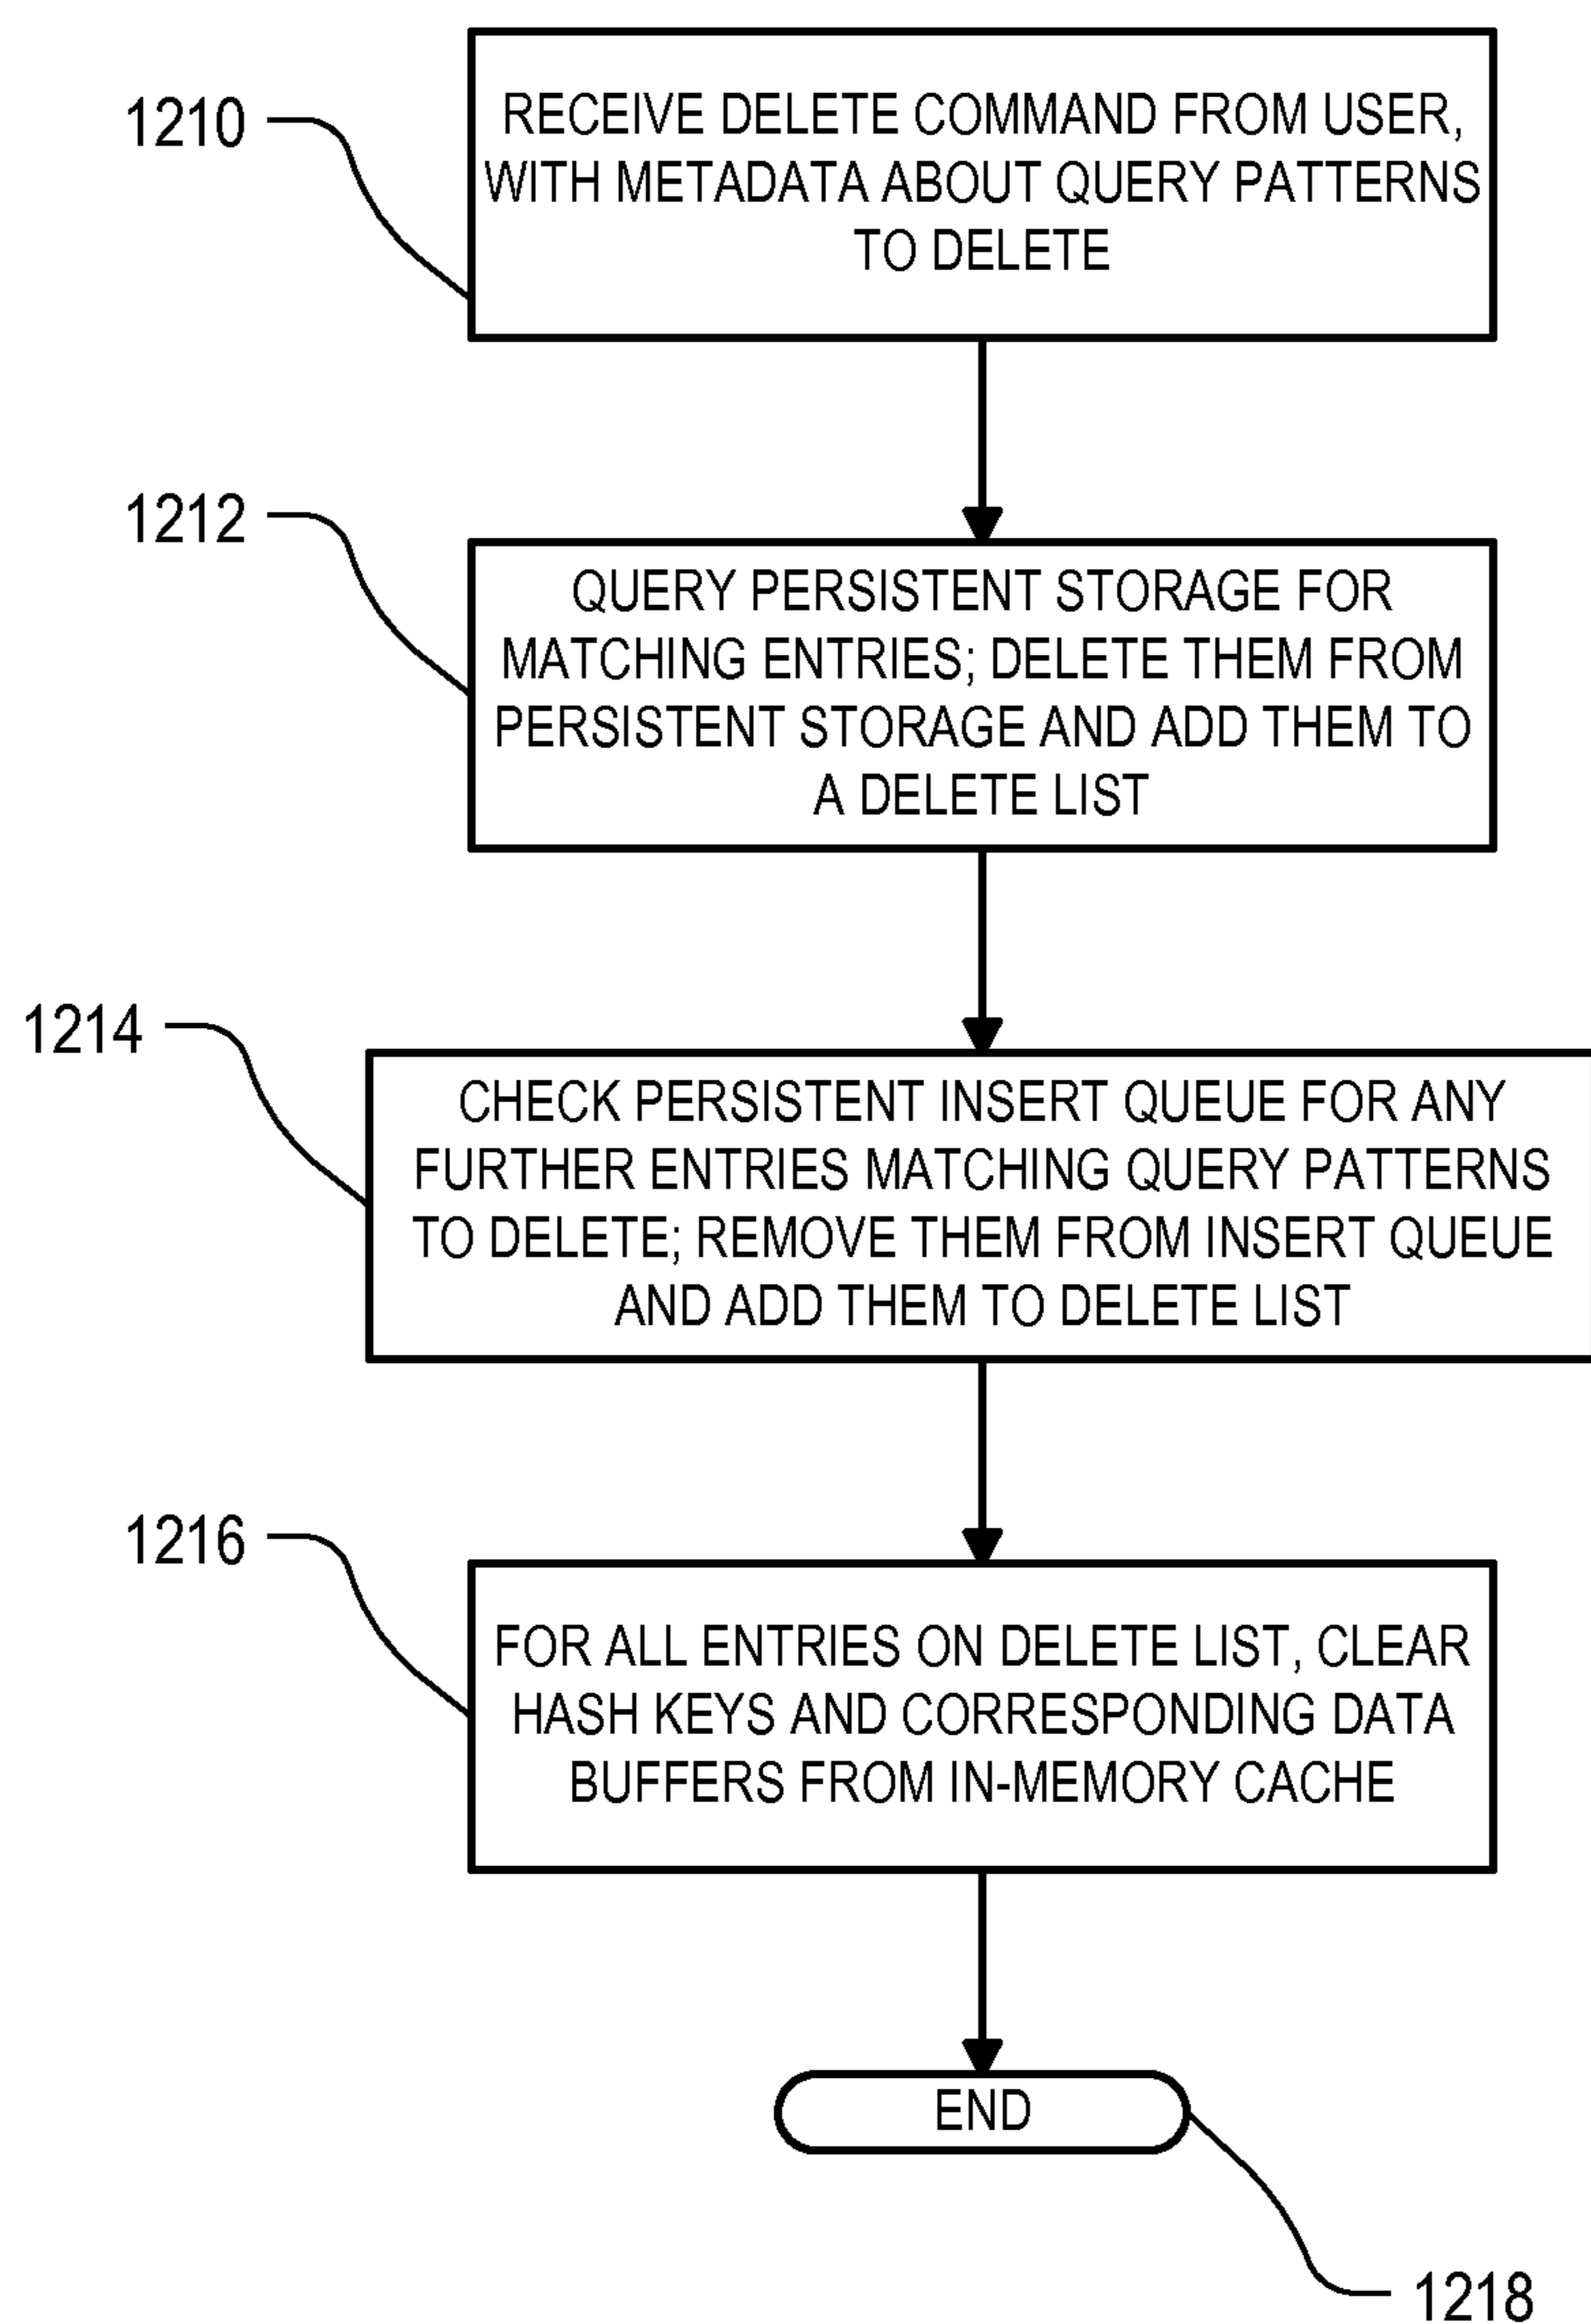 1210
RECEIVE DELETE COMMAND FROM USER,
WITH METADATA ABOUT QUERY PATTERNS
TO DELETE
1212
QUERY PERSISTENT STORAGE FOR
MATCHING ENTRIES; DELETE THEM FROM
PERSISTENT STORAGE AND ADD THEM TO
A DELETE LIST
1214
CHECK PERSISTENT INSERT QUEUE FOR ANY
FURTHER ENTRIES MATCHING QUERY PATTERNS
TO DELETE; REMOVE THEM FROM INSERT QUEUE
AND ADD THEM TO DELETE LIST
1216
FOR ALL ENTRIES ON DELETE LIST, CLEAR
HASH KEYS AND CORRESPONDING DATA
BUFFERS FROM IN-MEMORY CACHE
END
1218